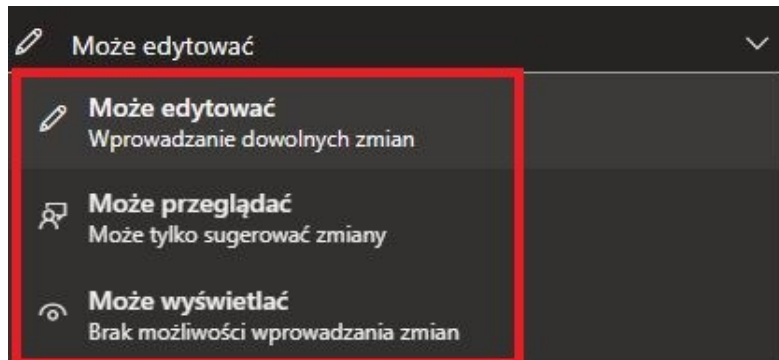 Może edytować
Może edytować
Wprowadzanie dowolnych zmian
Może przeglądać
Może tylko sugerować zmiany
Może wyświetlać
Brak możliwości wprowadzania zmian